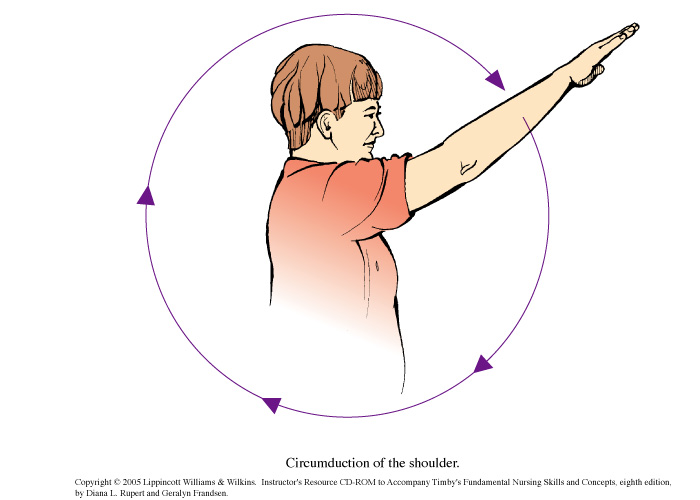 Circumduction of the shoulder.
Copyright © 2005 Lippincott Williams & Wilkins. Instructor's Resource CD-ROM to Accompany Timby's Fundamental Nursing Skills and Concepts, eighth edition,
by Diana L. Rupert and Geralyn Frandsen.